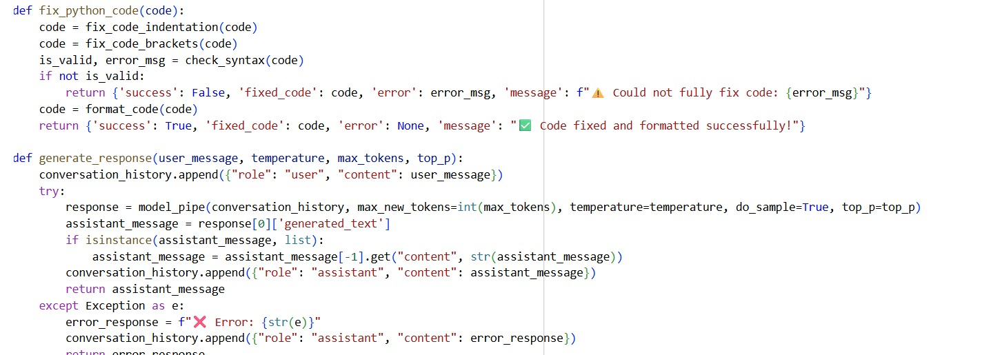 def fix_python_code(code):
    code = fix_code_indentation(code)
    code = fix_code_brackets(code)
    is_valid, error_msg = check_syntax(code)
    if not is_valid:
        return {'success': False, 'fixed_code': code, 'error': error_msg, 'message': f"⚠️ Could not fully fix code: {error_msg}"}
    code = format_code(code)
    return {'success': True, 'fixed_code': code, 'error': None, 'message': "✅ Code fixed and formatted successfully!"}

def generate_response(user_message, temperature, max_tokens, top_p):
    conversation_history.append({"role": "user", "content": user_message})
    try:
        response = model_pipe(conversation_history, max_new_tokens=int(max_tokens), temperature=temperature, do_sample=True, top_p=top_p)
        assistant_message = response[0]['generated_text']
        if isinstance(assistant_message, list):
            assistant_message = assistant_message[-1].get("content", str(assistant_message))
        conversation_history.append({"role": "assistant", "content": assistant_message})
        return assistant_message
    except Exception as e:
        error_response = f"❌ Error: {str(e)}"
        conversation_history.append({"role": "assistant", "content": error_response})
        return error_response